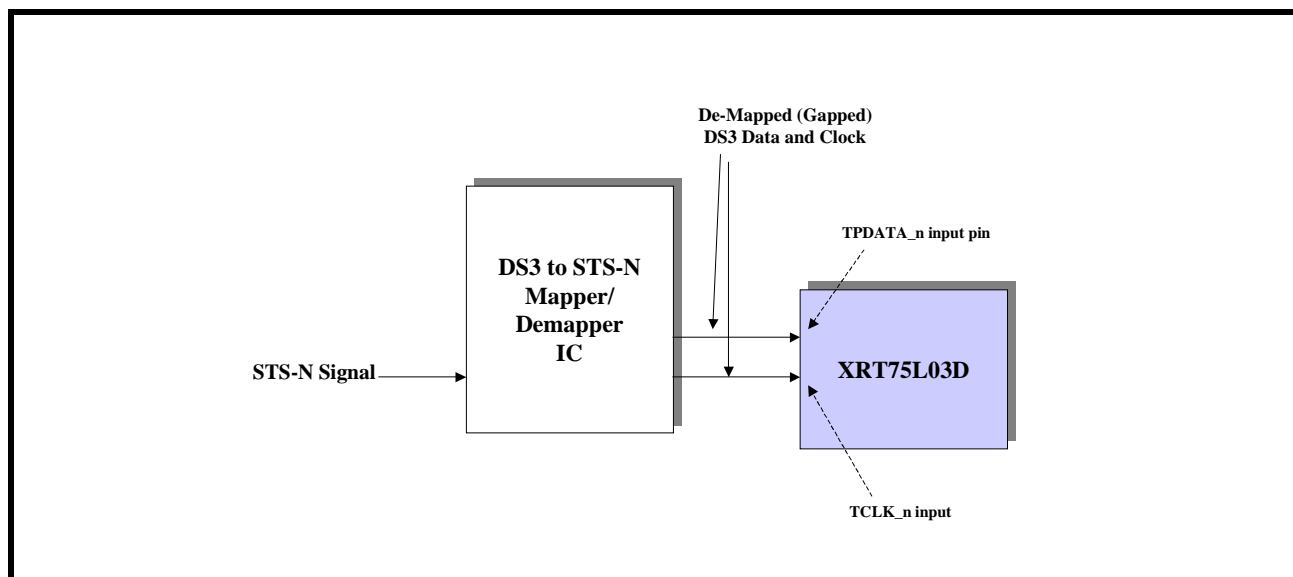 De-Mapped (Gapped)
DS3 Data and Clock
TPDATA_n input pin
DS3 to STS-N
Mapper/
Demapper
IC
STS-N Signal
XRT75L03D
TCLK_n input